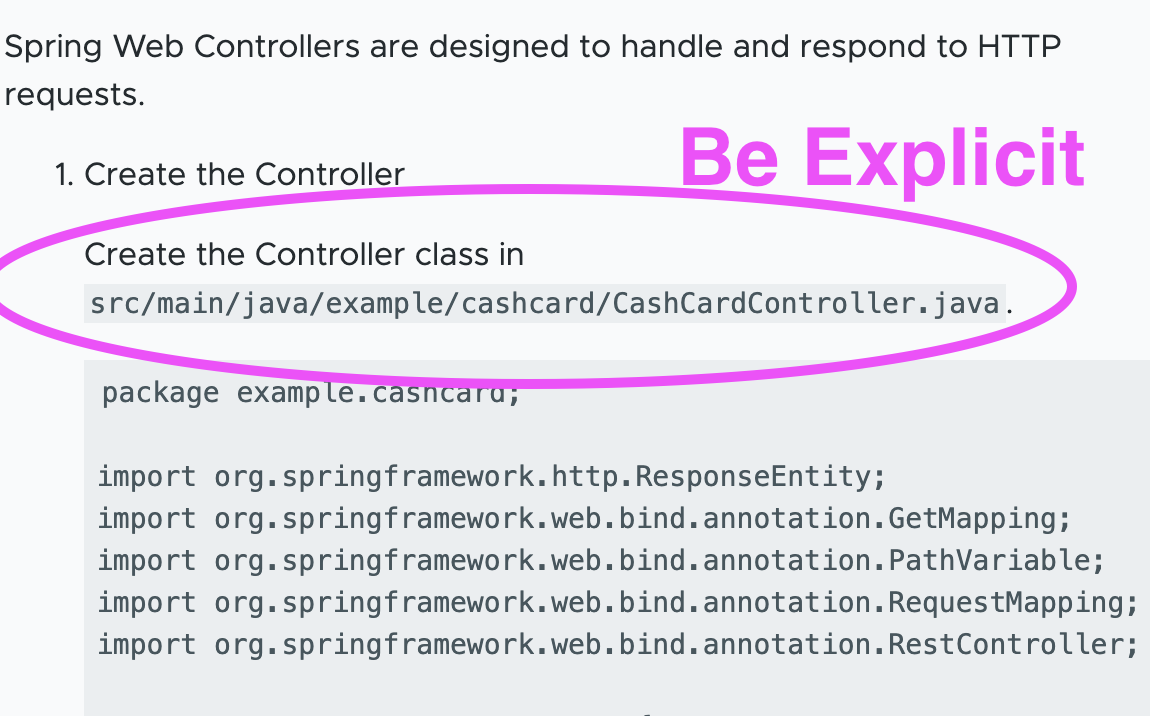 Spring Web Controllers are designed to handle and respond to HTTP
requests.
Be Explicit
1. Create the Controller
Create the Controller class in
src/main/java/example/cashcard/CashCardController.java.
package example.cashcard;
import org.springframework.http.ResponseEntity;
import org.springframework.web.bind.annotation.GetMapping;
import org.springframework.web.bind.annotation.PathVariable;
import org.springframework.web.bind.annotation.RequestMapping;
import org.springframework.web.bind.annotation.RestController;